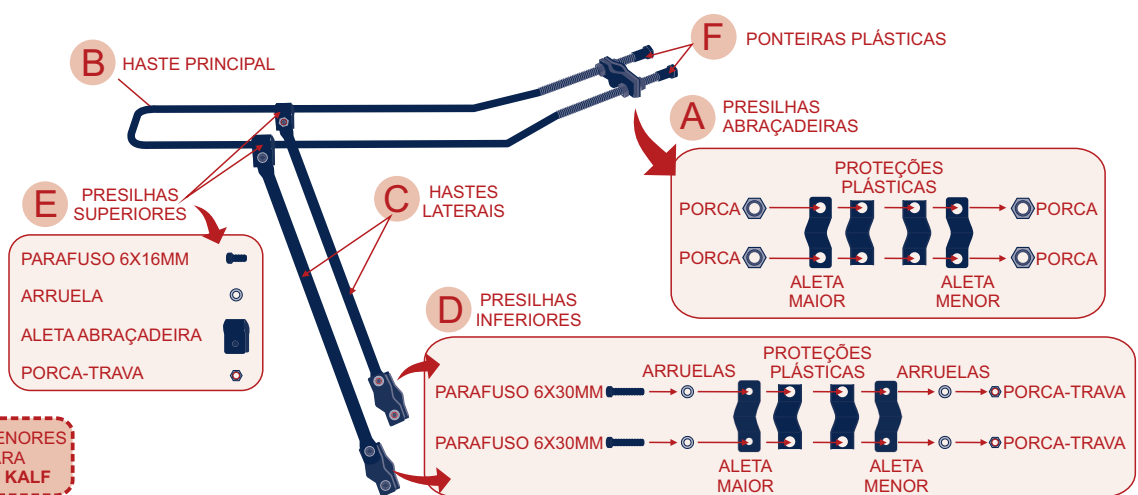 F
PONTEIRAS PLÁSTICAS
B
HASTE PRINCIPAL
A
PRESILHAS
ABRAÇADEIRAS
PROTEÇÕES
PLÁSTICAS
PORCA
PORCA
PORCA
PORCA
ALETA
MAIOR
ALETA
MENOR
E
PRESILHAS
SUPERIORES
C
HASTES
LATERAIS
PARAFUSO 6X16MM
ARRUELA
ALETA ABRAÇADEIRA
PORCA-TRAVA
D
PRESILHAS
INFERIORES
PROTEÇÕES
PLÁSTICAS
ARRUELAS
ARRUELAS
PARAFUSO 6X30MM
PORCA-TRAVA
PARAFUSO 6X30MM
PORCA-TRAVA
ALETA
MAIOR
ALETA
MENOR
KALF